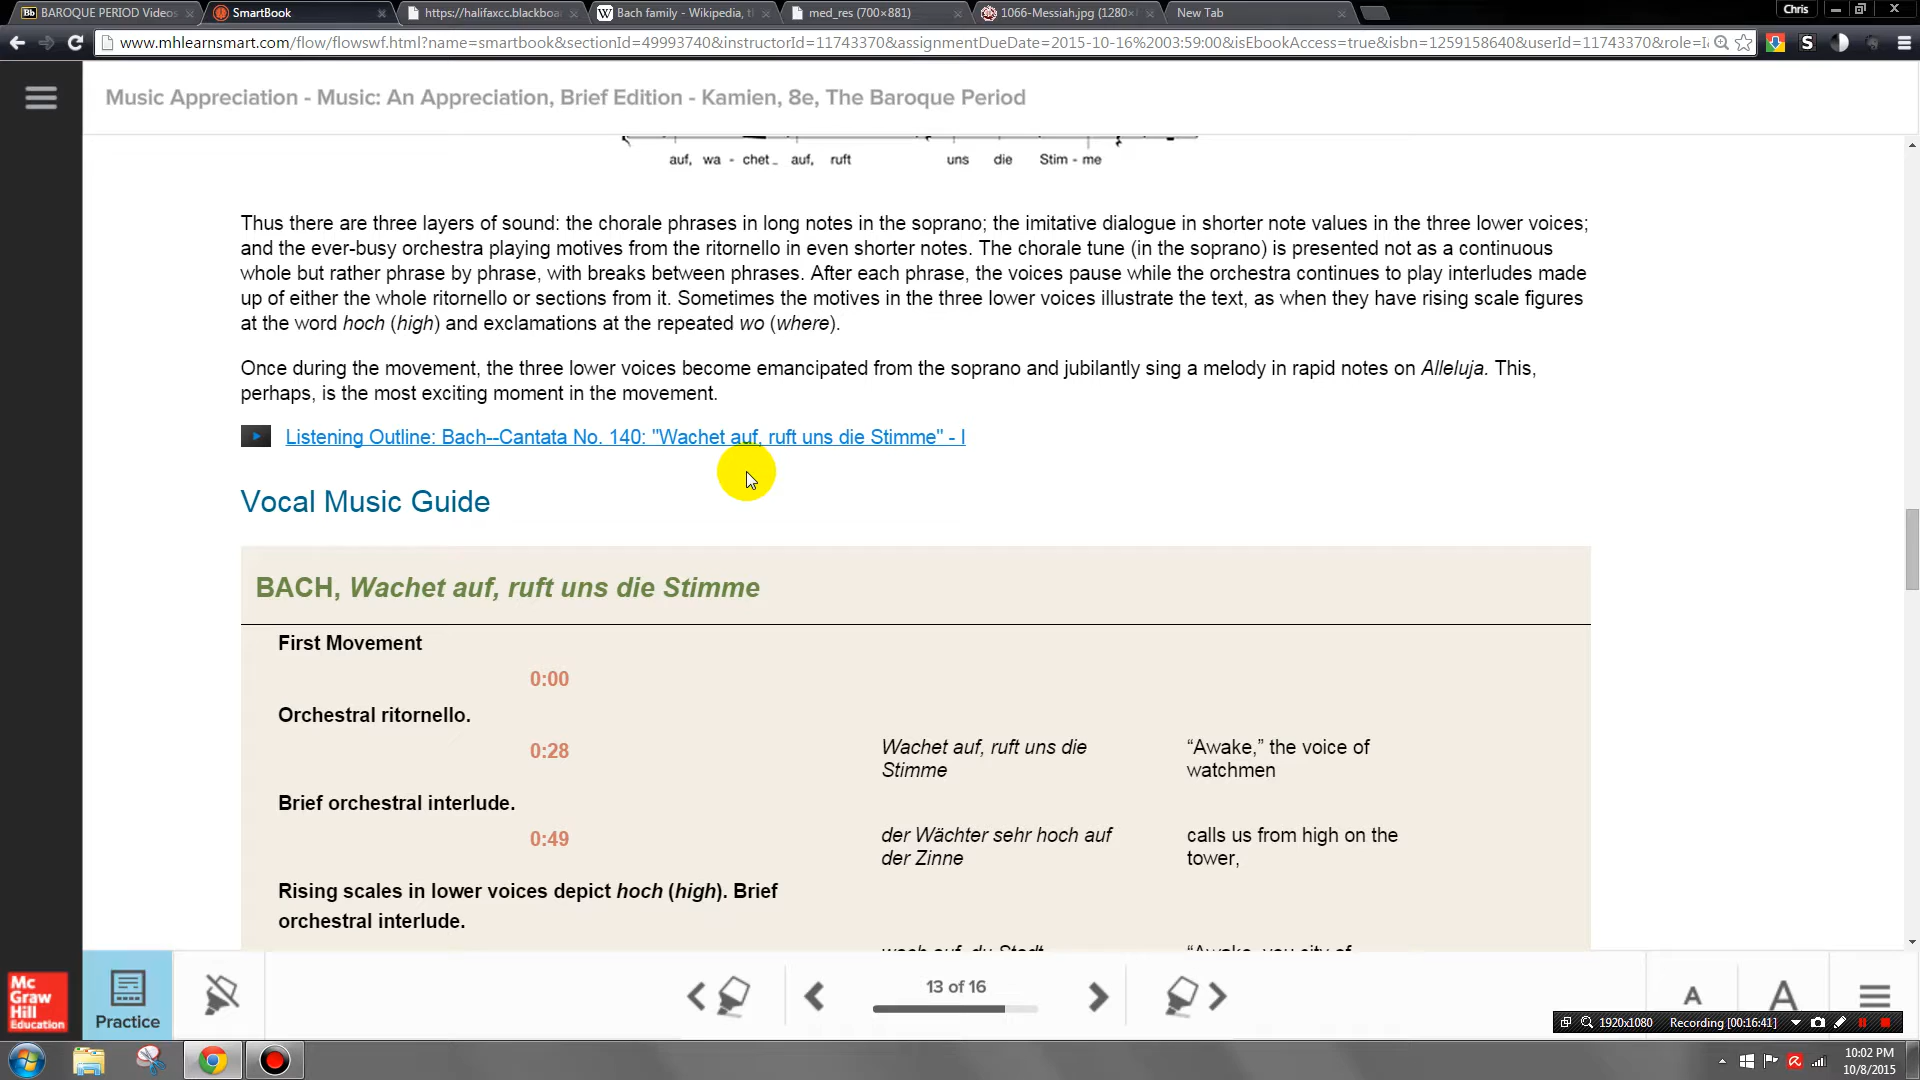 BAROQUE PERIOD Videos
SmartBook
https://halifaxcc.blackboa
Bach family - Wikipedia, t
med_res (700×881)
1066-Messiah.jpg (1280×
New Tab
Chris
www.mhlearnsmart.com/flow/flowswf.html?name=smartbook&sectionId=49993740&instructorId=11743370&assignmentDueDate=2015-10-16%2003:59:00&isEbookAccess=true&isbn=1259158640&userId=11743370&role=I
Music Appreciation - Music: An Appreciation, Brief Edition - Kamien, 8e, The Baroque Period
auf, wa - chet_ auf, ruft uns die Stim - me
Thus there are three layers of sound: the chorale phrases in long notes in the soprano; the imitative dialogue in shorter note values in the three lower voices;
and the ever-busy orchestra playing motives from the ritornello in even shorter notes. The chorale tune (in the soprano) is presented not as a continuous
whole but rather phrase by phrase, with breaks between phrases. After each phrase, the voices pause while the orchestra continues to play interludes made
up of either the whole ritornello or sections from it. Sometimes the motives in the three lower voices illustrate the text, as when they have rising scale figures
at the word hoch (high) and exclamations at the repeated wo (where).
Once during the movement, the three lower voices become emancipated from the soprano and jubilantly sing a melody in rapid notes on Alleluja. This,
perhaps, is the most exciting moment in the movement.
Listening Outline: Bach--Cantata No. 140: "Wachet auf, ruft uns die Stimme" - I
Vocal Music Guide
BACH, Wachet auf, ruft uns die Stimme
First Movement
0:00
Orchestral ritornello.
0:28
Wachet auf, ruft uns die
Stimme
“Awake,” the voice of
watchmen
Brief orchestral interlude.
0:49
der Wächter sehr hoch auf
der Zinne
calls us from high on the
tower,
Rising scales in lower voices depict hoch (high). Brief
orchestral interlude.
wach auf, du Stadt
“Awake, you city of
Mc
Graw
Hill
Education
Practice
13 of 16
A
A
1920x1080
Recording [00:16:41]
10:02 PM
10/8/2015